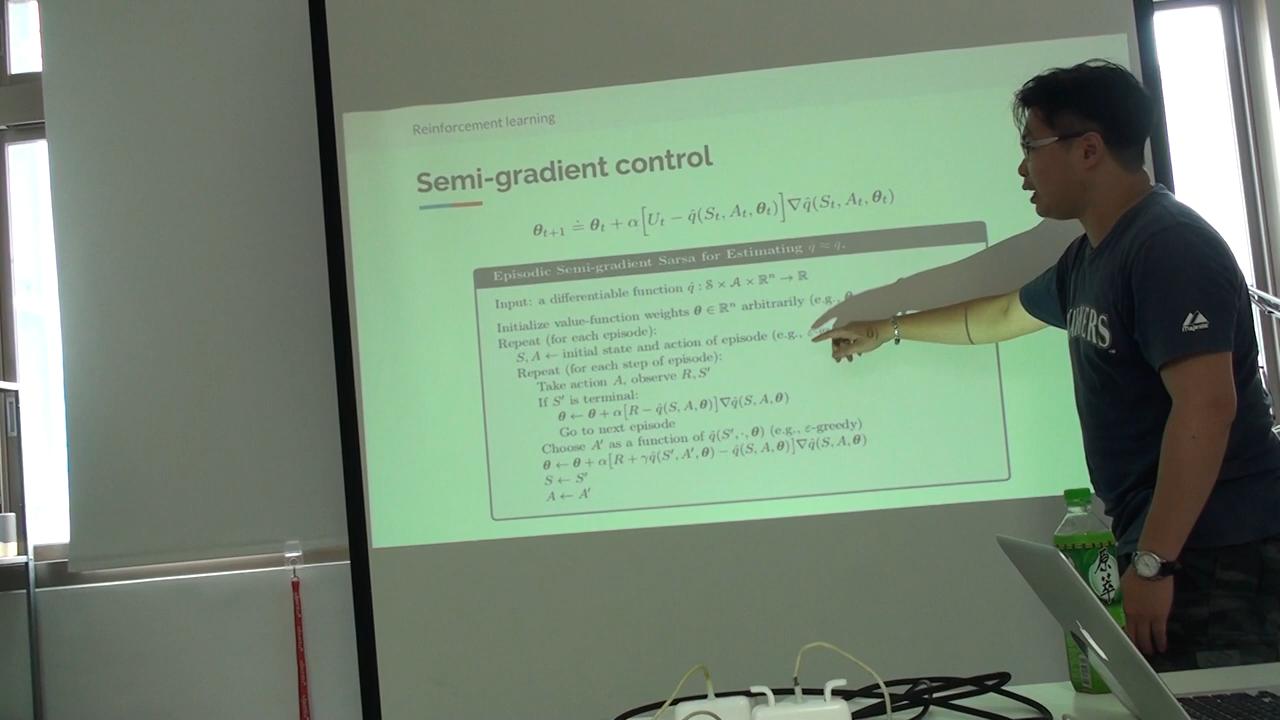 Reinforcement learning
Semi-gradient control
θ_{t+1} ≐ θ_t + α[U_t − q̂(S_t, A_t, θ_t)]∇q̂(S_t, A_t, θ_t)
Episodic Semi-gradient Sarsa for Estimating q̂ ≈ q*
Input: a differentiable function q̂ : S × A × ℝⁿ → ℝ
Initialize value-function weights θ ∈ ℝⁿ arbitrarily (e.g., θ
Repeat (for each episode):
S, A ← initial state and action of episode (e.g.,
Repeat (for each step of episode):
Take action A, observe R, S′
If S′ is terminal:
θ ← θ + α[R − q̂(S, A, θ)]∇q̂(S, A, θ)
Go to next episode
Choose A′ as a function of q̂(S′, ·, θ) (e.g., ε-greedy)
θ ← θ + α[R + γq̂(S′, A′, θ) − q̂(S, A, θ)]∇q̂(S, A, θ)
S ← S′
A ← A′
majestic
原萃